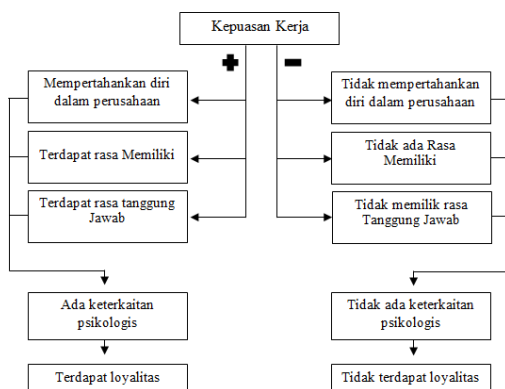 Kepuasan Kerja
Mempertahankan diri
dalam perusahaan
Tidak mempertahankan
diri dalam perusahaan
Terdapat rasa Memiliki
Tidak ada Rasa
Memiliki
Terdapat rasa tanggung
Jawab
Tidak memilik rasa
Tanggung Jawab
Ada keterkaitan
psikologis
Tidak ada keterkaitan
psikologis
Terdapat loyalitas
Tidak terdapat loyalitas